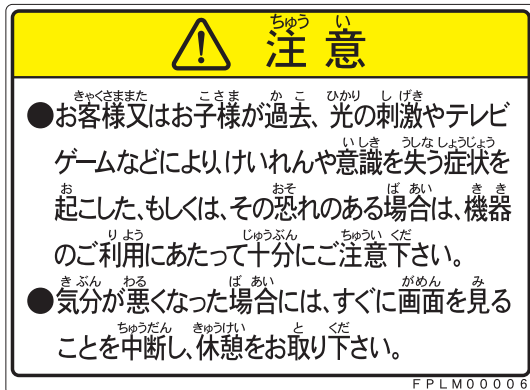 ⚠ 注意
●お客様又はお子様が過去、光の刺激やテレビ
ゲームなどにより、けいれんや意識を失う症状を
起こした、もしくは、その恐れのある場合は、機器
のご利用にあたって十分にご注意下さい。
●気分が悪くなった場合には、すぐに画面を見る
ことを中断し、休憩をお取り下さい。
FPLM00006